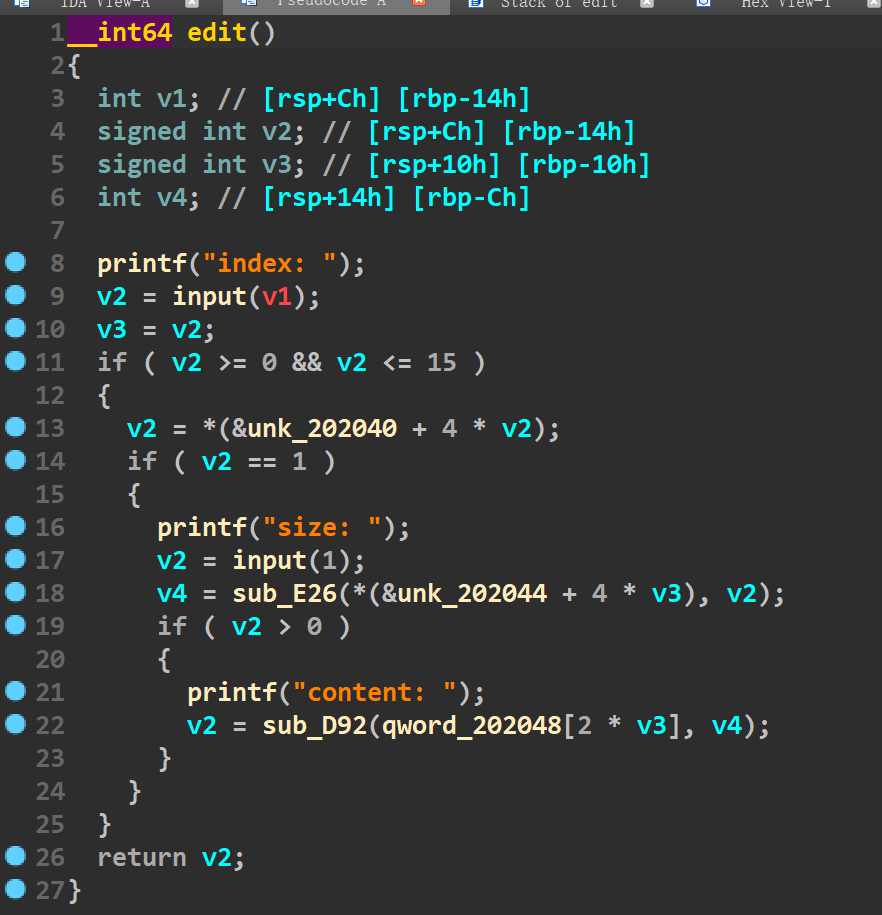 IDA View-A Pseudocode-A Stack of edit Hex View-1
1 __int64 edit()
2 {
3   int v1; // [rsp+Ch] [rbp-14h]
4   signed int v2; // [rsp+Ch] [rbp-14h]
5   signed int v3; // [rsp+10h] [rbp-10h]
6   int v4; // [rsp+14h] [rbp-Ch]
7
8   printf("index: ");
9   v2 = input(v1);
10   v3 = v2;
11   if ( v2 >= 0 && v2 <= 15 )
12   {
13     v2 = *(&unk_202040 + 4 * v2);
14     if ( v2 == 1 )
15     {
16       printf("size: ");
17       v2 = input(1);
18       v4 = sub_E26(*(&unk_202044 + 4 * v3), v2);
19       if ( v2 > 0 )
20       {
21         printf("content: ");
22         v2 = sub_D92(qword_202048[2 * v3], v4);
23       }
24     }
25   }
26   return v2;
27 }